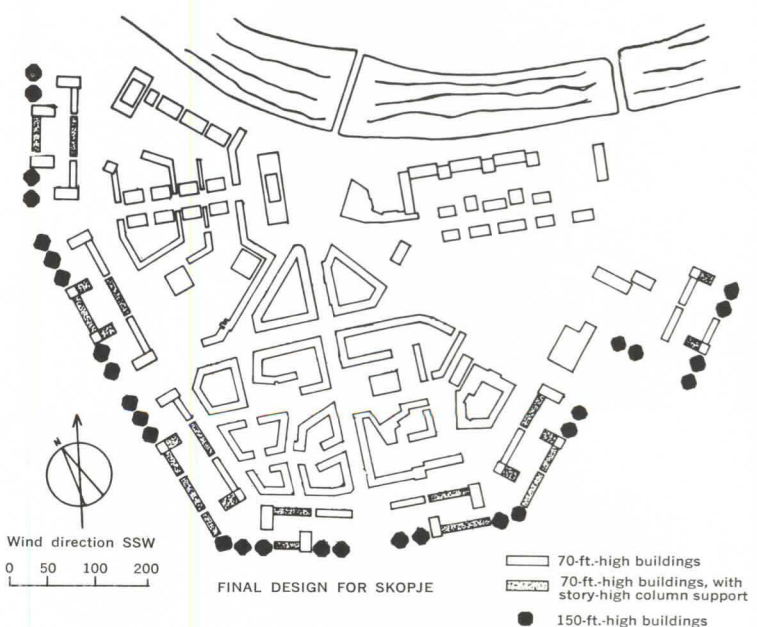 N
Wind direction SSW
0 50 100 200
FINAL DESIGN FOR SKOPJE
70-ft.-high buildings
70-ft.-high buildings, with
story-high column support
150-ft.-high buildings